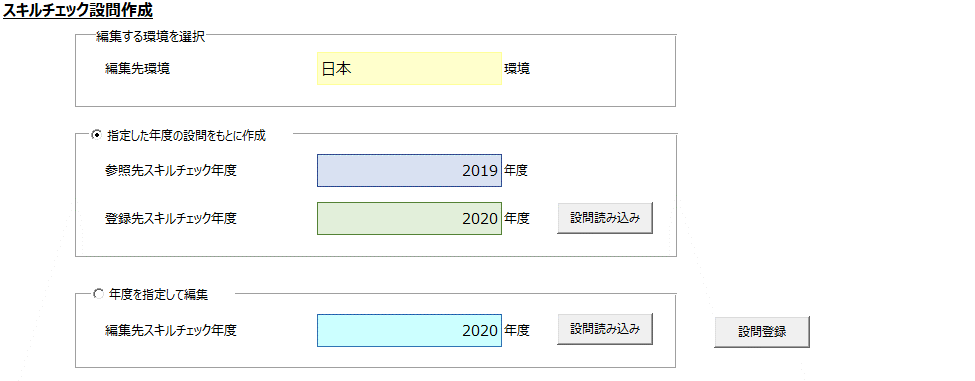 スキルチェック設問作成
編集する環境を選択
編集先環境 日本 環境
指定した年度の設問をもとに作成
参照先スキルチェック年度 2019 年度
登録先スキルチェック年度 2020 年度 設問読み込み
年度を指定して編集
編集先スキルチェック年度 2020 年度 設問読み込み 設問登録